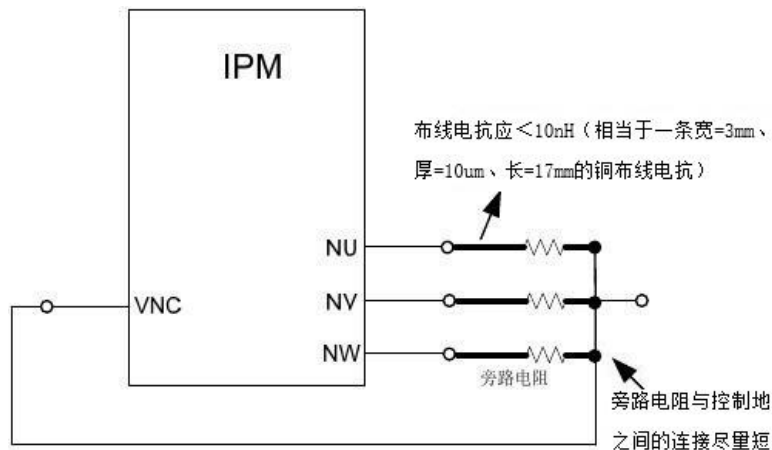 IPM
布线电抗应＜10nH（相当于一条宽=3mm、
厚=10um、长=17mm的铜布线电抗）
NU
VNC
NV
NW
旁路电阻
旁路电阻与控制地
之间的连接尽量短